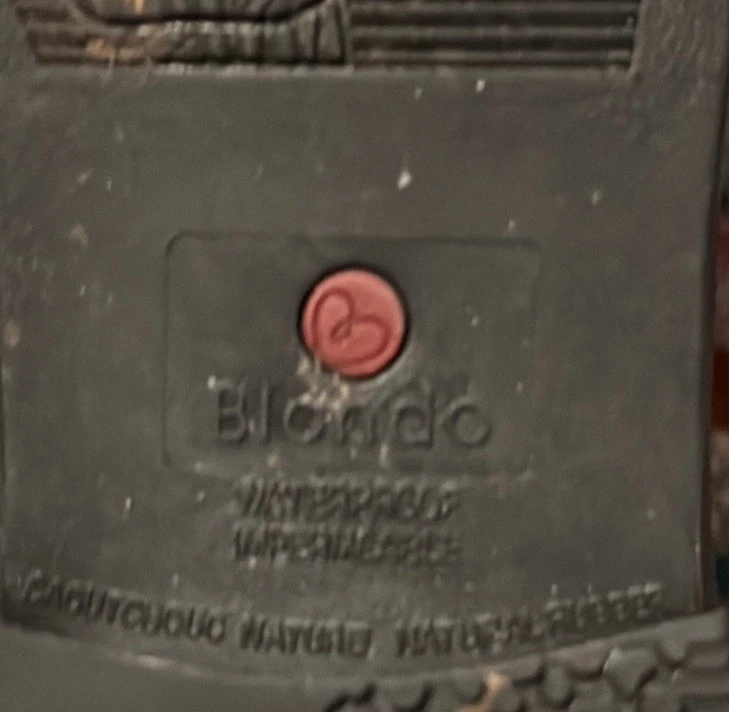 B
Blondo
WATERPROOF
IMPERMEABLE
CAOUTCHOUC NATUREL NATURAL RUBBER